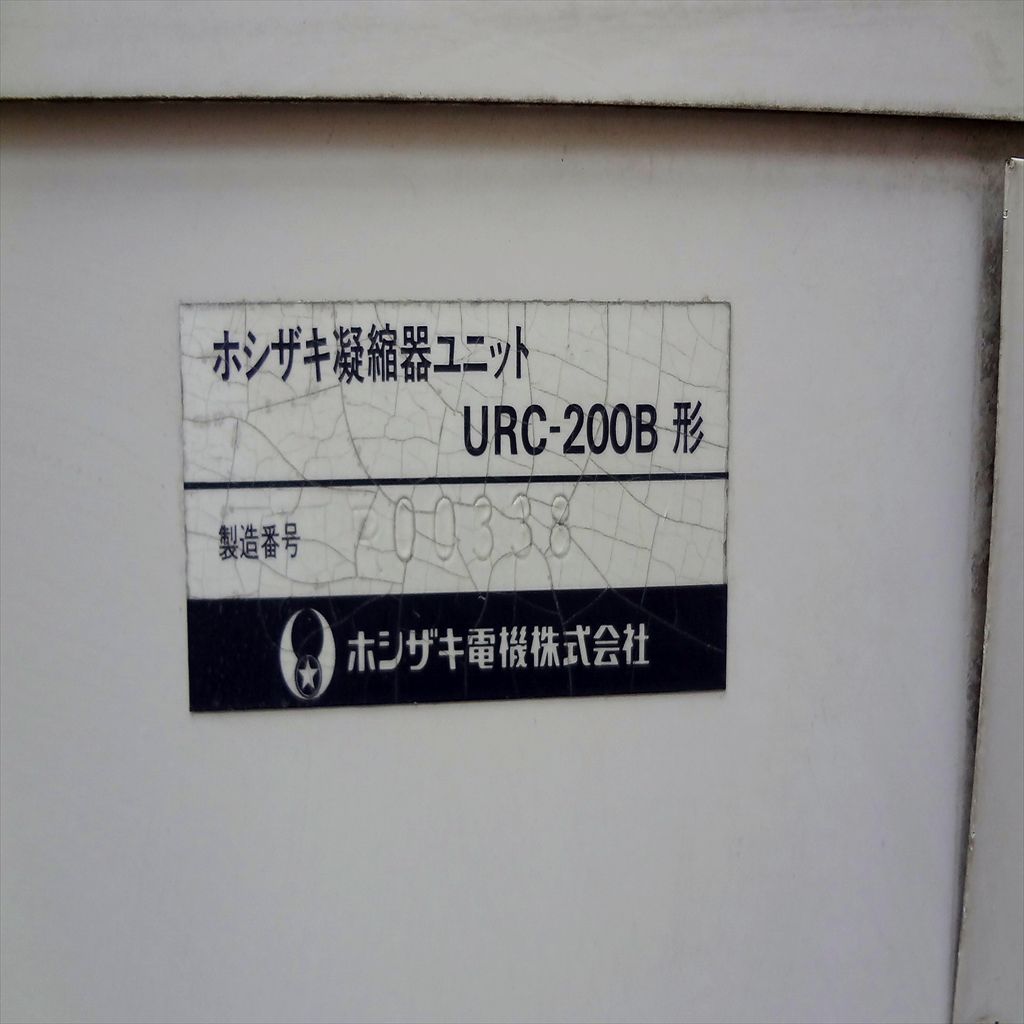 ホシザキ凝縮器ユニット
URC-200B 形
製造番号 P00338
ホシザキ電機株式会社